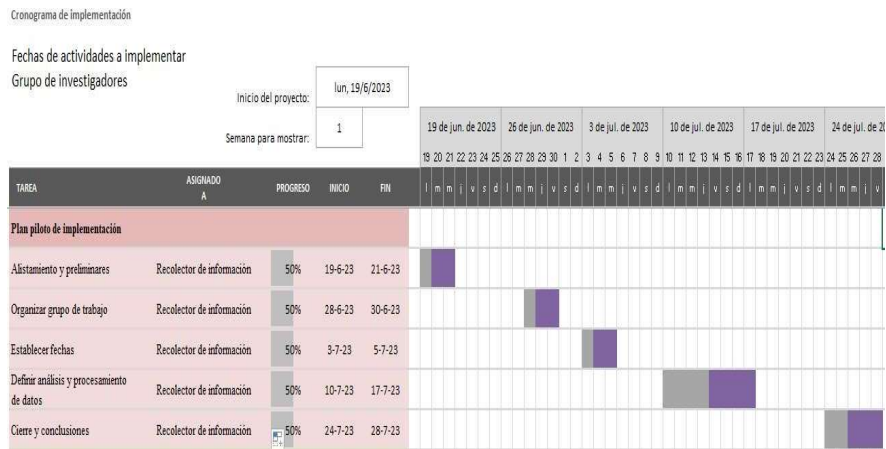 Cronograma de implementación
Fechas de actividades a implementar
Grupo de investigadores
Inicio del proyecto: lun, 19/6/2023
Semana para mostrar: 1
19 de jun. de 2023 26 de jun. de 2023 3 de jul. de 2023 10 de jul. de 2023 17 de jul. de 2023 24 de jul. de 20
19 20 21 22 23 24 25 26 27 28 29 30 1 2 3 4 5 6 7 8 9 10 11 12 13 14 15 16 17 18 19 20 21 22 23 24 25 26 27 28
TAREA ASIGNADO A PROGRESO INICIO FIN l m m j v s d l m m j v s d l m m j v s d l m m j v s d l m m j v s d l m m j v
Plan piloto de implementación
Alistamiento y preliminares Recolector de información 50% 19-6-23 21-6-23
Organizar grupo de trabajo Recolector de información 50% 28-6-23 30-6-23
Establecer fechas Recolector de información 50% 3-7-23 5-7-23
Definir análisis y procesamiento
de datos Recolector de información 50% 10-7-23 17-7-23
Cierre y conclusiones Recolector de información 50% 24-7-23 28-7-23